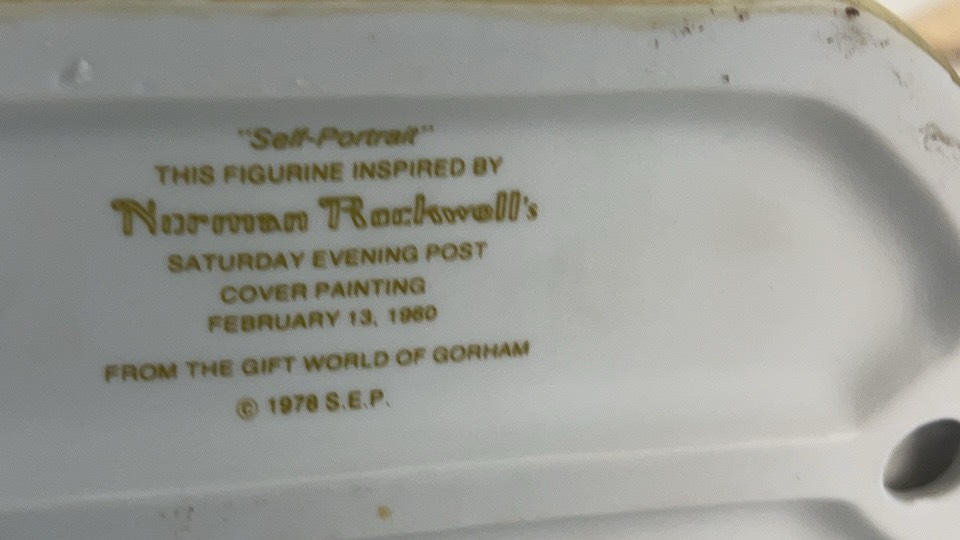 "Self-Portrait"
THIS FIGURINE INSPIRED BY
Norman Rockwell's
SATURDAY EVENING POST
COVER PAINTING
FEBRUARY 13, 1960
FROM THE GIFT WORLD OF GORHAM
© 1978 S.E.P.